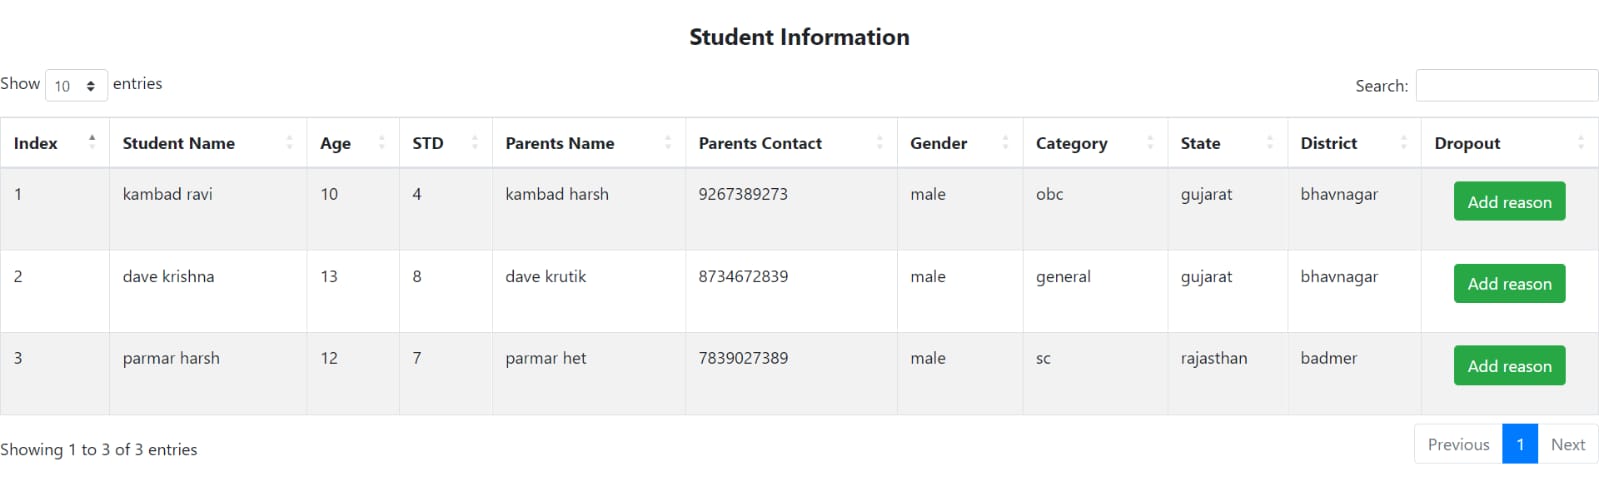 Student Information
Show 10 entries Search:
Index Student Name Age STD Parents Name Parents Contact Gender Category State District Dropout
1 kambad ravi 10 4 kambad harsh 9267389273 male obc gujarat bhavnagar Add reason
2 dave krishna 13 8 dave krutik 8734672839 male general gujarat bhavnagar Add reason
3 parmar harsh 12 7 parmar het 7839027389 male sc rajasthan badmer Add reason
Showing 1 to 3 of 3 entries Previous 1 Next